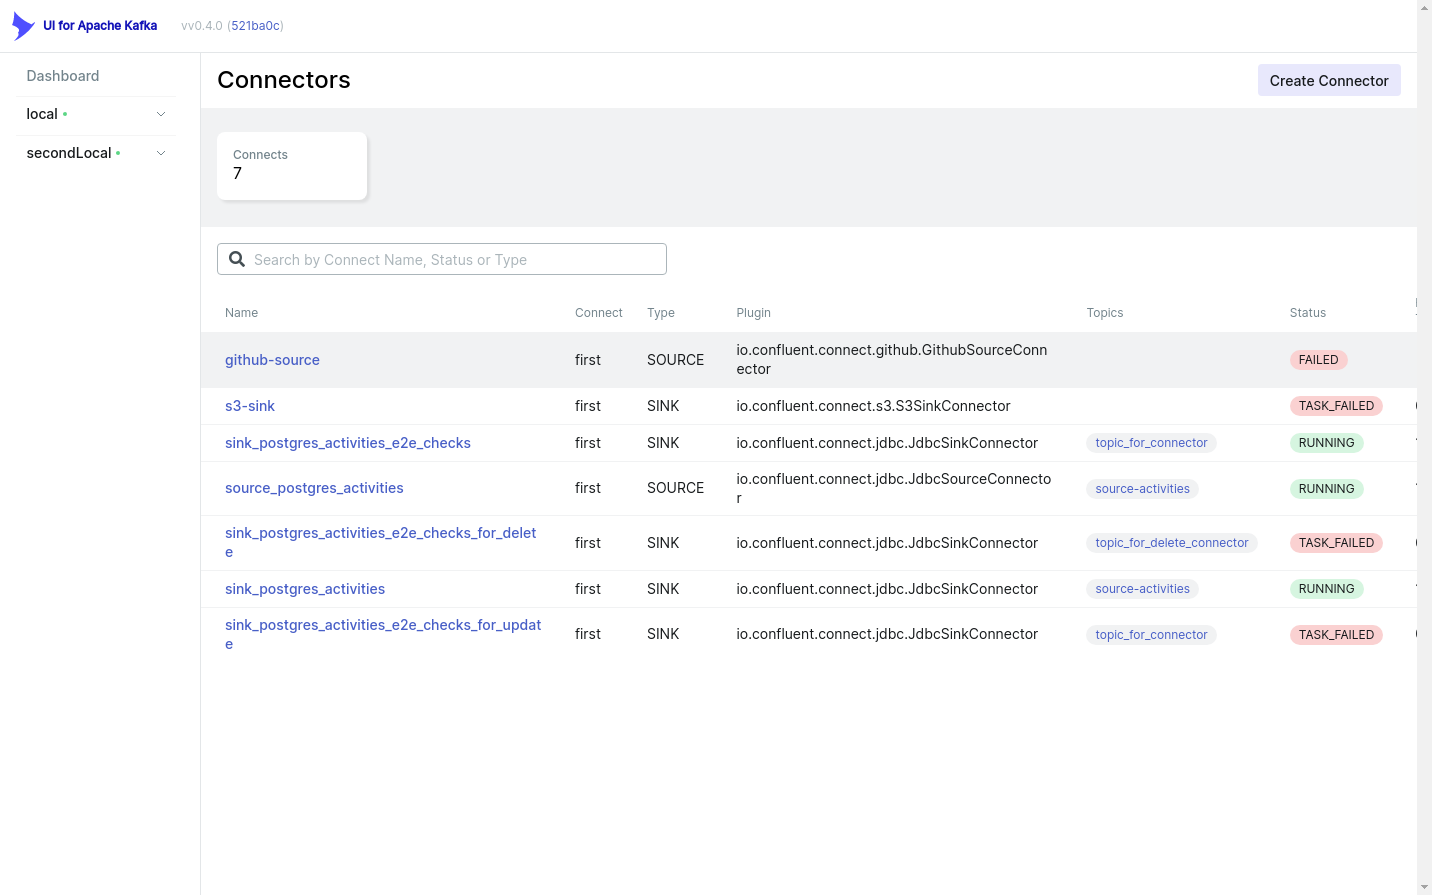 UI for Apache Kafka
vv0.4.0 (521ba0c)
Dashboard
local
secondLocal
Connectors
Create Connector
Connects
7
Search by Connect Name, Status or Type
Name Connect Type Plugin Topics Status
github-source first SOURCE io.confluent.connect.github.GithubSourceConn
ector FAILED
s3-sink first SINK io.confluent.connect.s3.S3SinkConnector TASK_FAILED
sink_postgres_activities_e2e_checks first SINK io.confluent.connect.jdbc.JdbcSinkConnector topic_for_connector RUNNING
source_postgres_activities first SOURCE io.confluent.connect.jdbc.JdbcSourceConnecto
r source-activities RUNNING
sink_postgres_activities_e2e_checks_for_delet
e first SINK io.confluent.connect.jdbc.JdbcSinkConnector topic_for_delete_connector TASK_FAILED
sink_postgres_activities first SINK io.confluent.connect.jdbc.JdbcSinkConnector source-activities RUNNING
sink_postgres_activities_e2e_checks_for_updat
e first SINK io.confluent.connect.jdbc.JdbcSinkConnector topic_for_connector TASK_FAILED